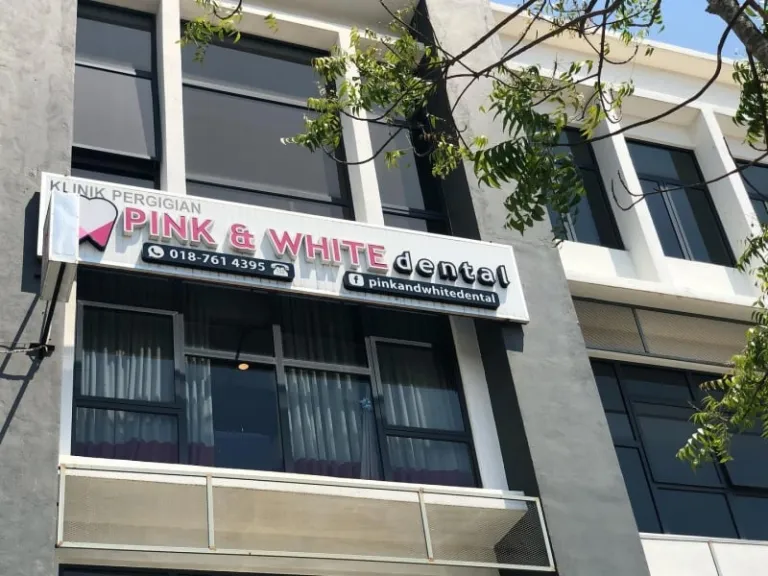 KLINIK PERGIGIAN
PINK & WHITE dental
018-761 4395
pinkandwhitedental